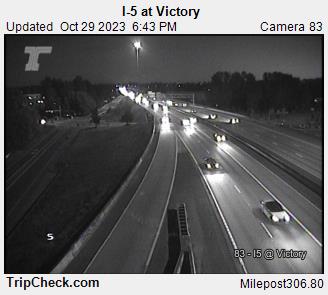 I-5 at Victory
Updated Oct 29 2023 6:43 PM Camera 83
T
S
83 - I5 @ Victory
TripCheck.com Milepost306.80